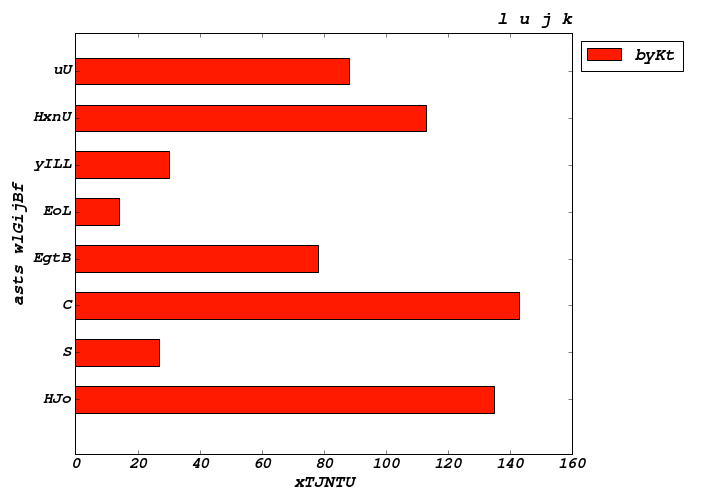 l u j k
byKt
uU
HxnU
yILL
EoL
EgtB
C
S
HJo
asts wlGijBf
0 20 40 60 80 100 120 140 160
xTJNTU